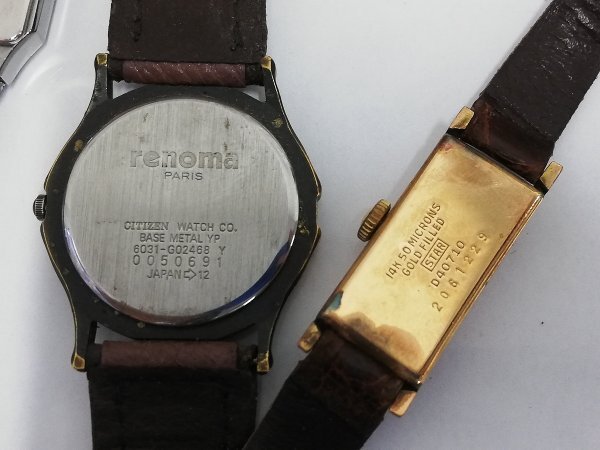 renoma
PARIS
CITIZEN WATCH CO.
BASE METAL YP
6031-G02468 Y
0050691
JAPAN⇨12
14K 50 MICRONS
GOLD FILLED
STAR
D40710
2061229